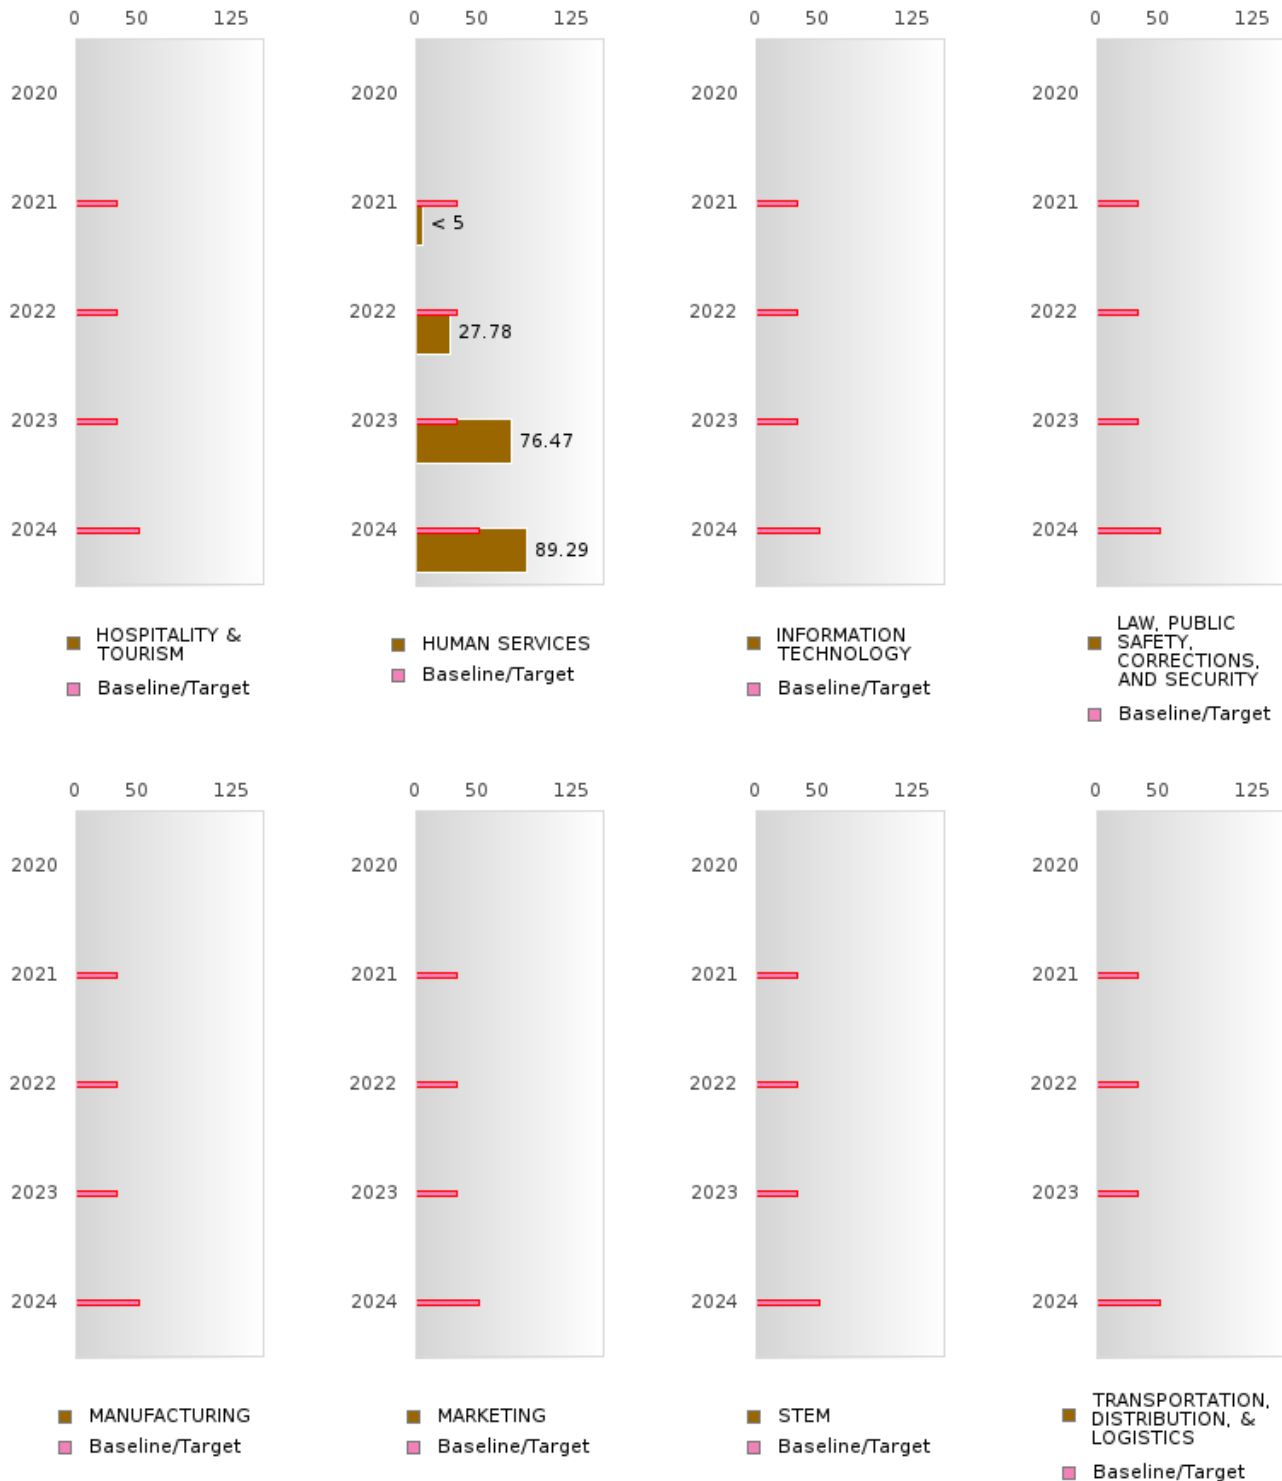 0 50 125 0 50 125 0 50 125 0 50 125
2020 2020 2020 2020
2021 2021 2021 2021
< 5
2022 2022 2022 2022
27.78
2023 2023 2023 2023
76.47
2024 2024 2024 2024
89.29
HOSPITALITY &
TOURISM
Baseline/Target
HUMAN SERVICES
Baseline/Target
INFORMATION
TECHNOLOGY
Baseline/Target
LAW, PUBLIC
SAFETY,
CORRECTIONS,
AND SECURITY
Baseline/Target
0 50 125 0 50 125 0 50 125 0 50 125
2020 2020 2020 2020
2021 2021 2021 2021
2022 2022 2022 2022
2023 2023 2023 2023
2024 2024 2024 2024
MANUFACTURING
Baseline/Target
MARKETING
Baseline/Target
STEM
Baseline/Target
TRANSPORTATION,
DISTRIBUTION, &
LOGISTICS
Baseline/Target